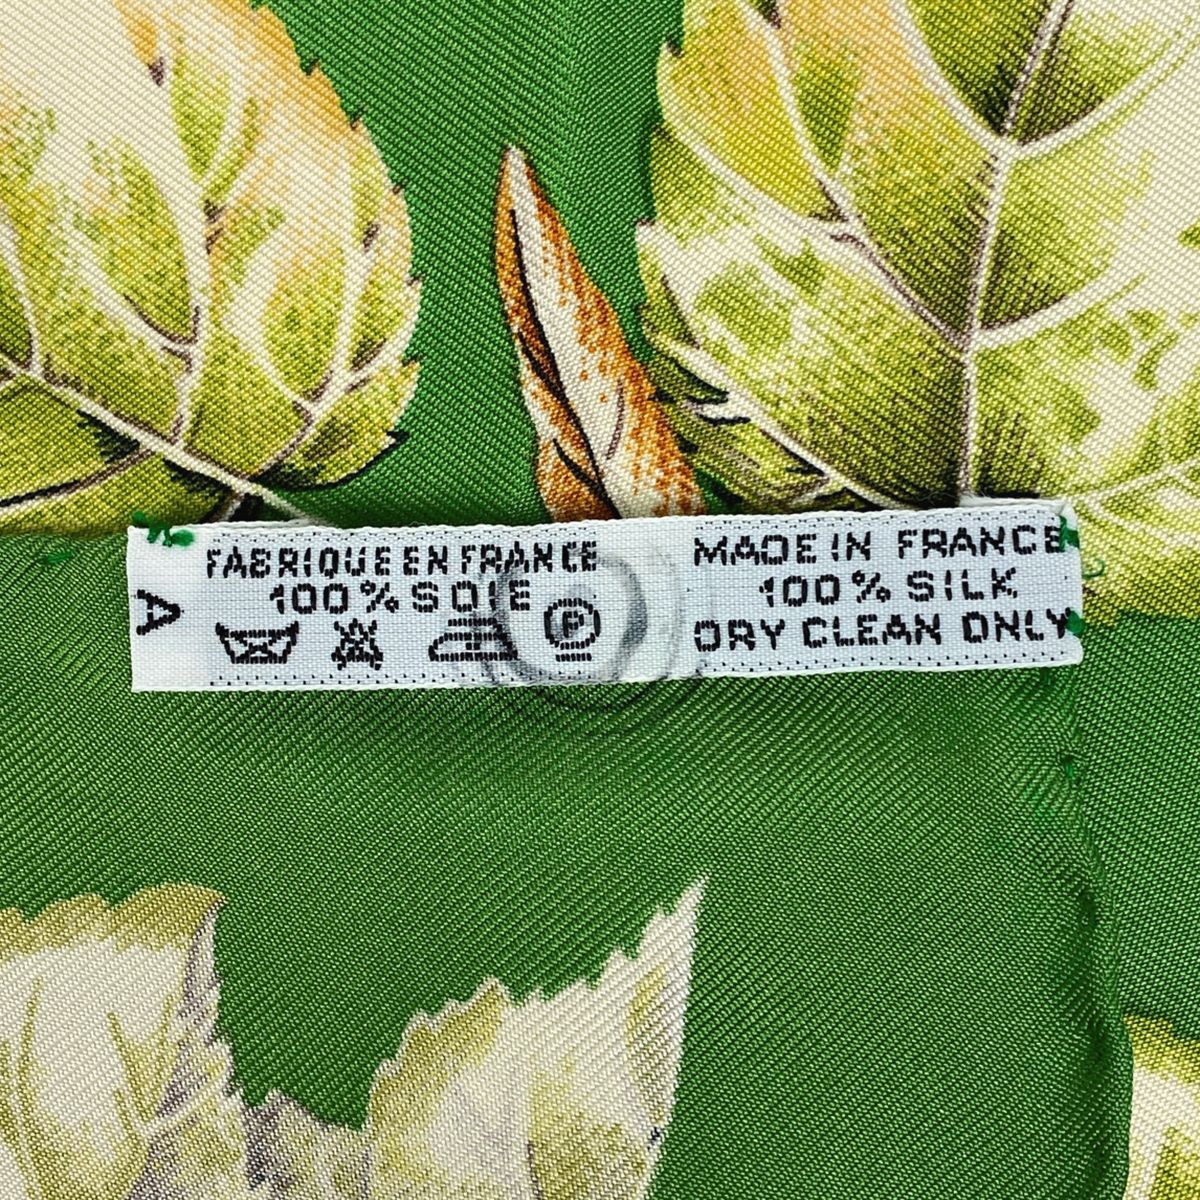 FABRIQUE EN FRANCE
100% SOIE
P
MADE IN FRANCE
100% SILK
DRY CLEAN ONLY
A